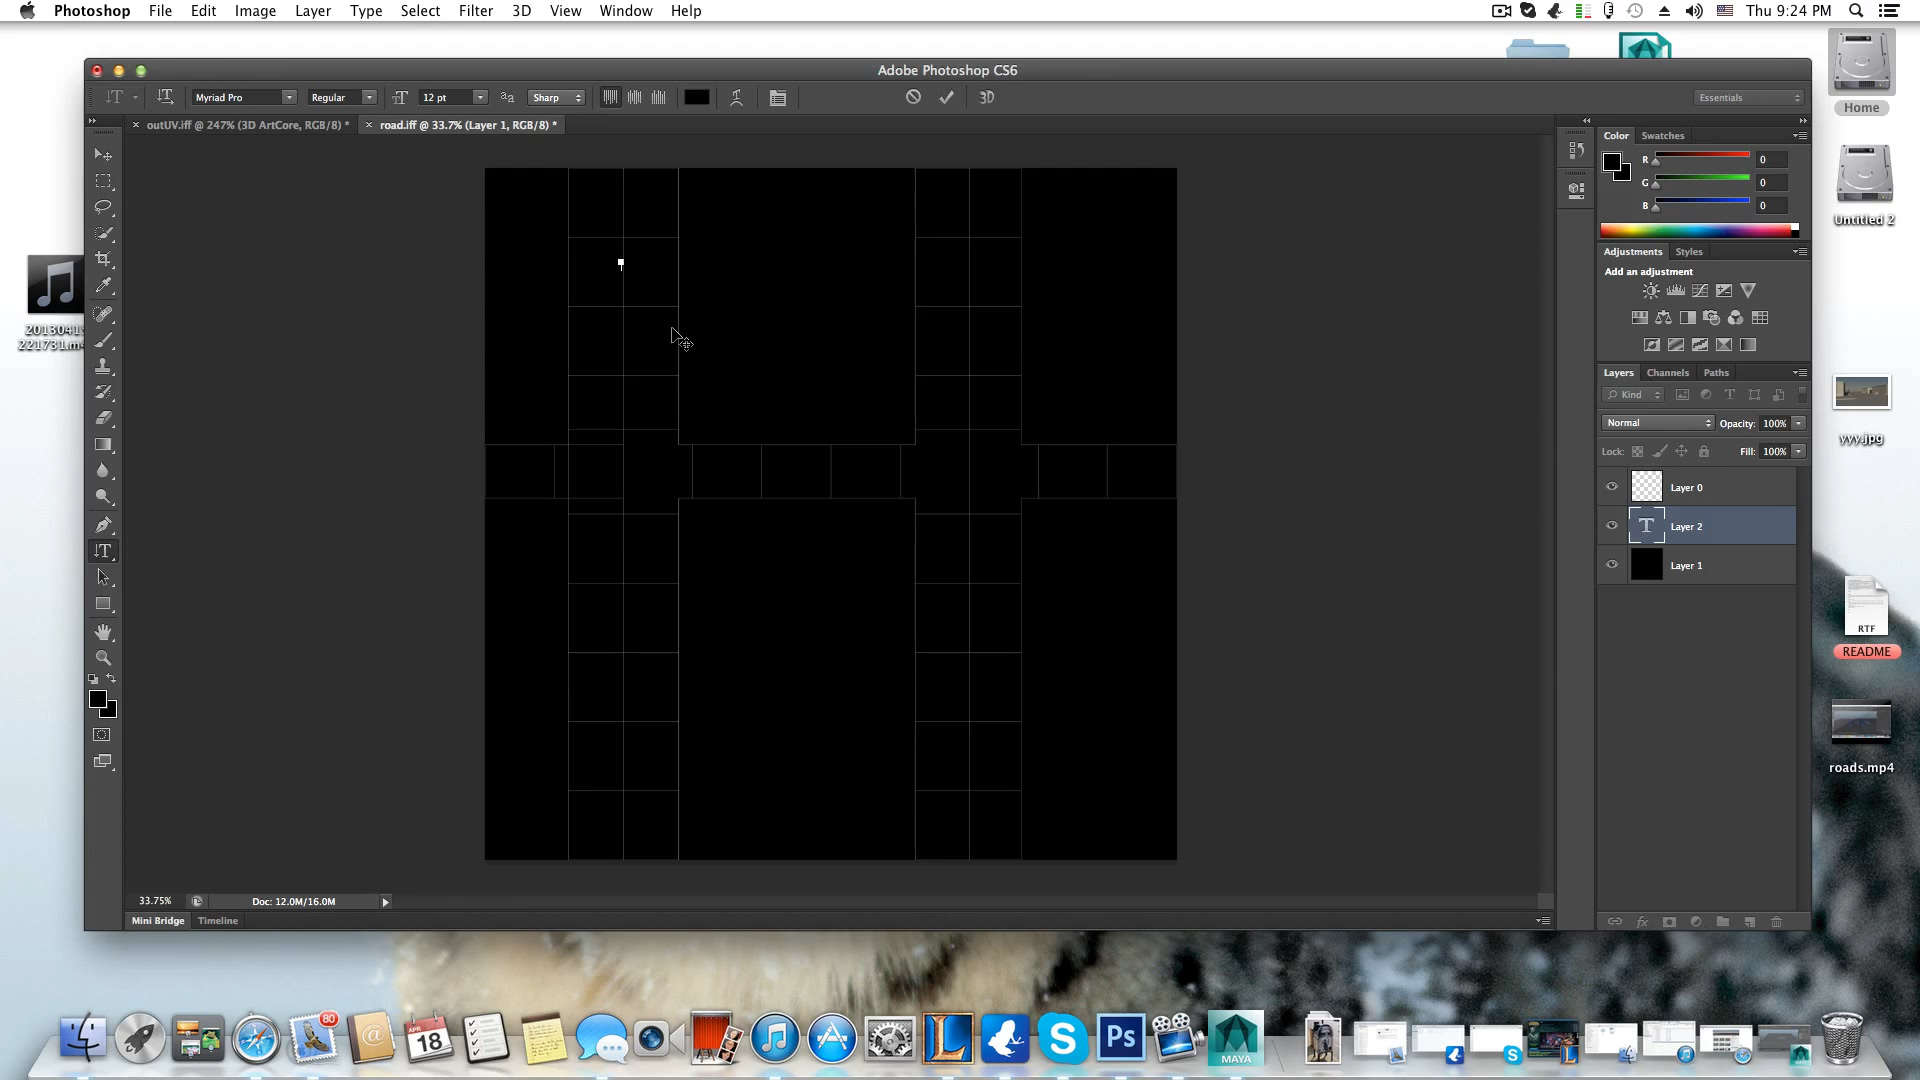 Photoshop File Edit Image Layer Type Select Filter 3D View Window Help
Thu 9:24 PM
Adobe Photoshop CS6
Myriad Pro Regular 12 pt Sharp 3D Essentials
outUV.iff @ 247% (3D ArtCore, RGB/8) *
road.iff @ 33.7% (Layer 1, RGB/8) *
Color Swatches
R 0
G 0
B 0
Adjustments Styles
Add an adjustment
Layers Channels Paths
Kind
Normal Opacity: 100%
Lock: Fill: 100%
Layer 0
T Layer 2
Layer 1
33.75% Doc: 12.0M/16.0M
Mini Bridge Timeline
Home
Untitled 2
yyy.jpg
RTF
README
roads.mp4
80
APR
18
Ps
MAYA